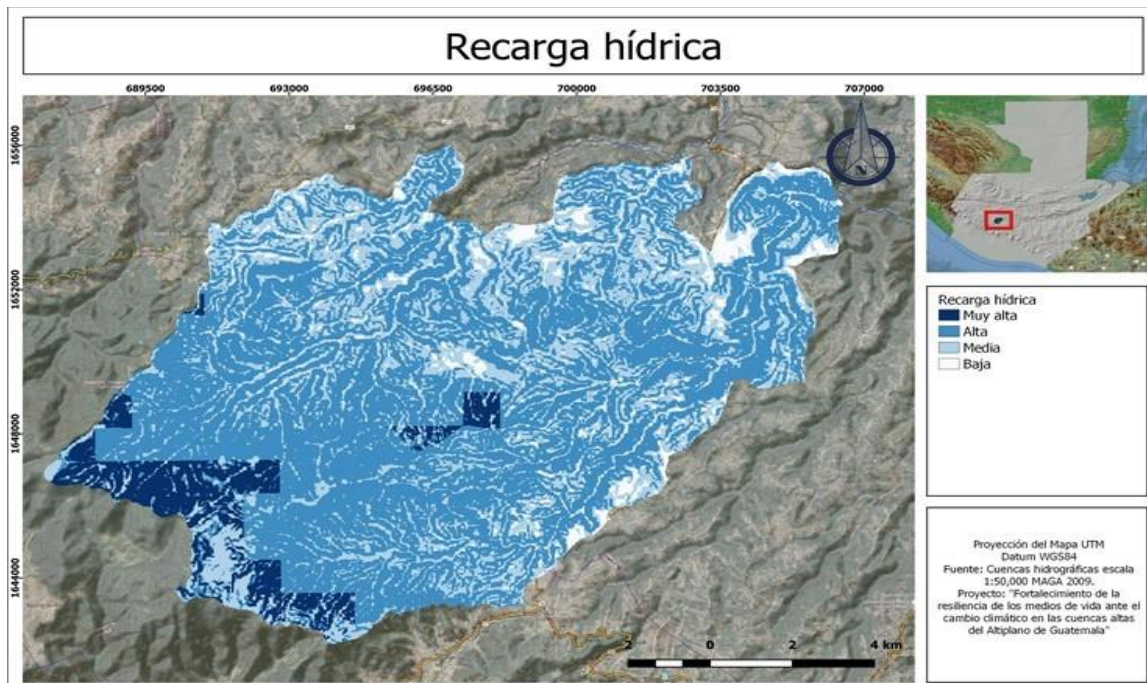 Recarga hídrica
689500 693000 696500 700000 703500 707000
1656000
1652000
1648000
1644000
N
2 0 2 4 km
Recarga hídrica
Muy alta
Alta
Media
Baja
Proyección del Mapa UTM
Datum WGS84
Fuente: Cuencas hidrográficas escala
1:50,000 MAGA 2009.
Proyecto: "Fortalecimiento de la
resiliencia de los medios de vida ante el
cambio climático en las cuencas altas
del Altiplano de Guatemala"